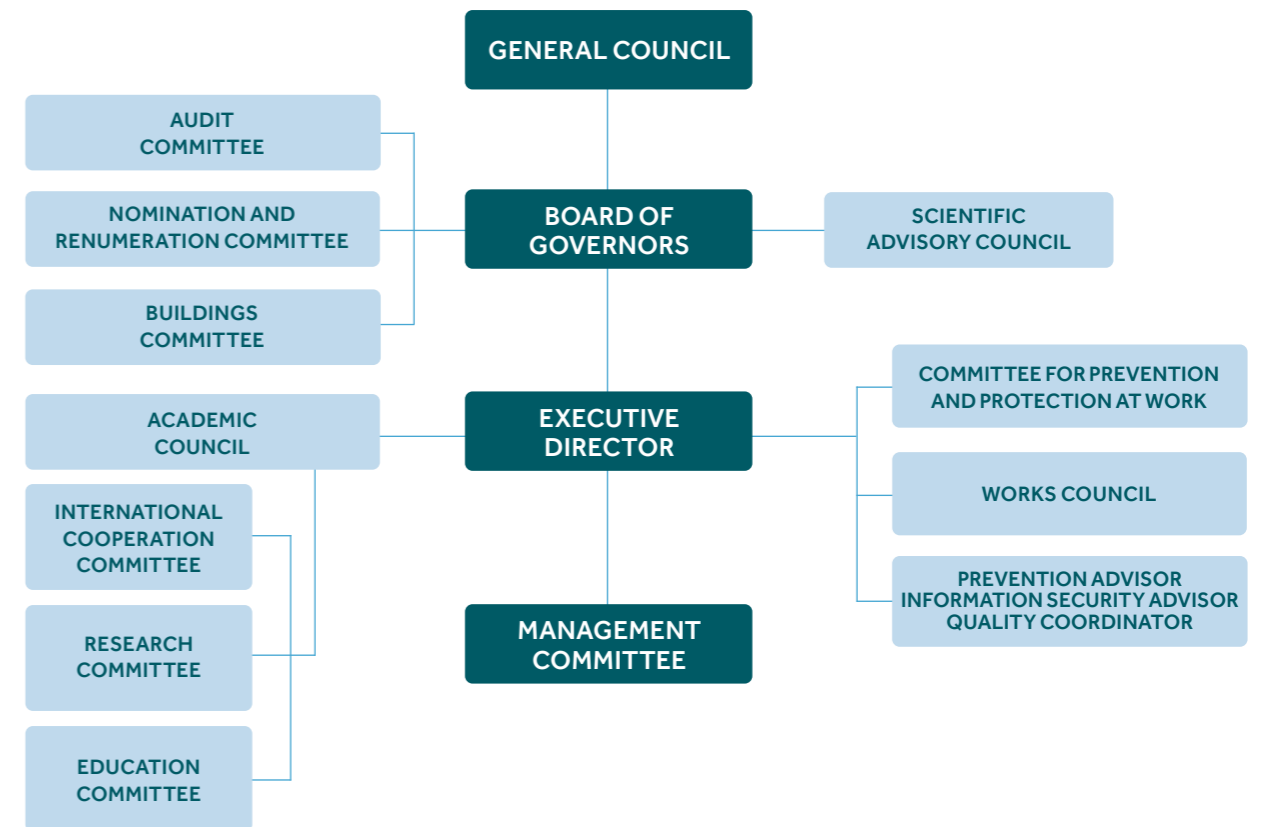 GENERAL COUNCIL
AUDIT
COMMITTEE
NOMINATION AND
RENUMERATION COMMITTEE
BOARD OF
GOVERNORS
SCIENTIFIC
ADVISORY COUNCIL
BUILDINGS
COMMITTEE
ACADEMIC
COUNCIL
EXECUTIVE
DIRECTOR
COMMITTEE FOR PREVENTION
AND PROTECTION AT WORK
WORKS COUNCIL
INTERNATIONAL
COOPERATION
COMMITTEE
PREVENTION ADVISOR
INFORMATION SECURITY ADVISOR
QUALITY COORDINATOR
RESEARCH
COMMITTEE
MANAGEMENT
COMMITTEE
EDUCATION
COMMITTEE